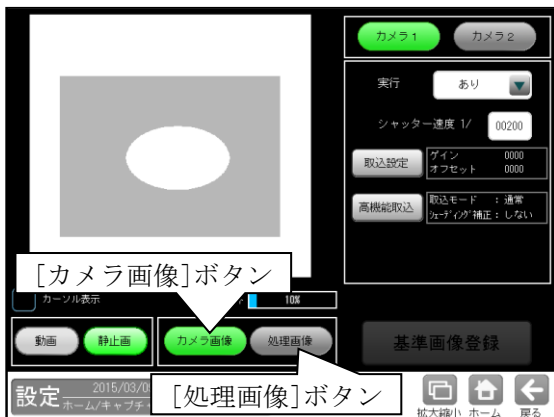 カメラ1 カメラ2
実行 あり
シャッター速度 1/ 00200
取込設定
ゲイン 0000
オフセット 0000
高機能取込
取込モード : 通常
シェーディング補正 : しない
[カメラ画像]ボタン
カーソル表示 10%
動画 静止画 カメラ画像 処理画像
基準画像登録
[処理画像]ボタン
設定 2015/03/0
ホーム/キャプチ
拡大縮小 ホーム 戻る